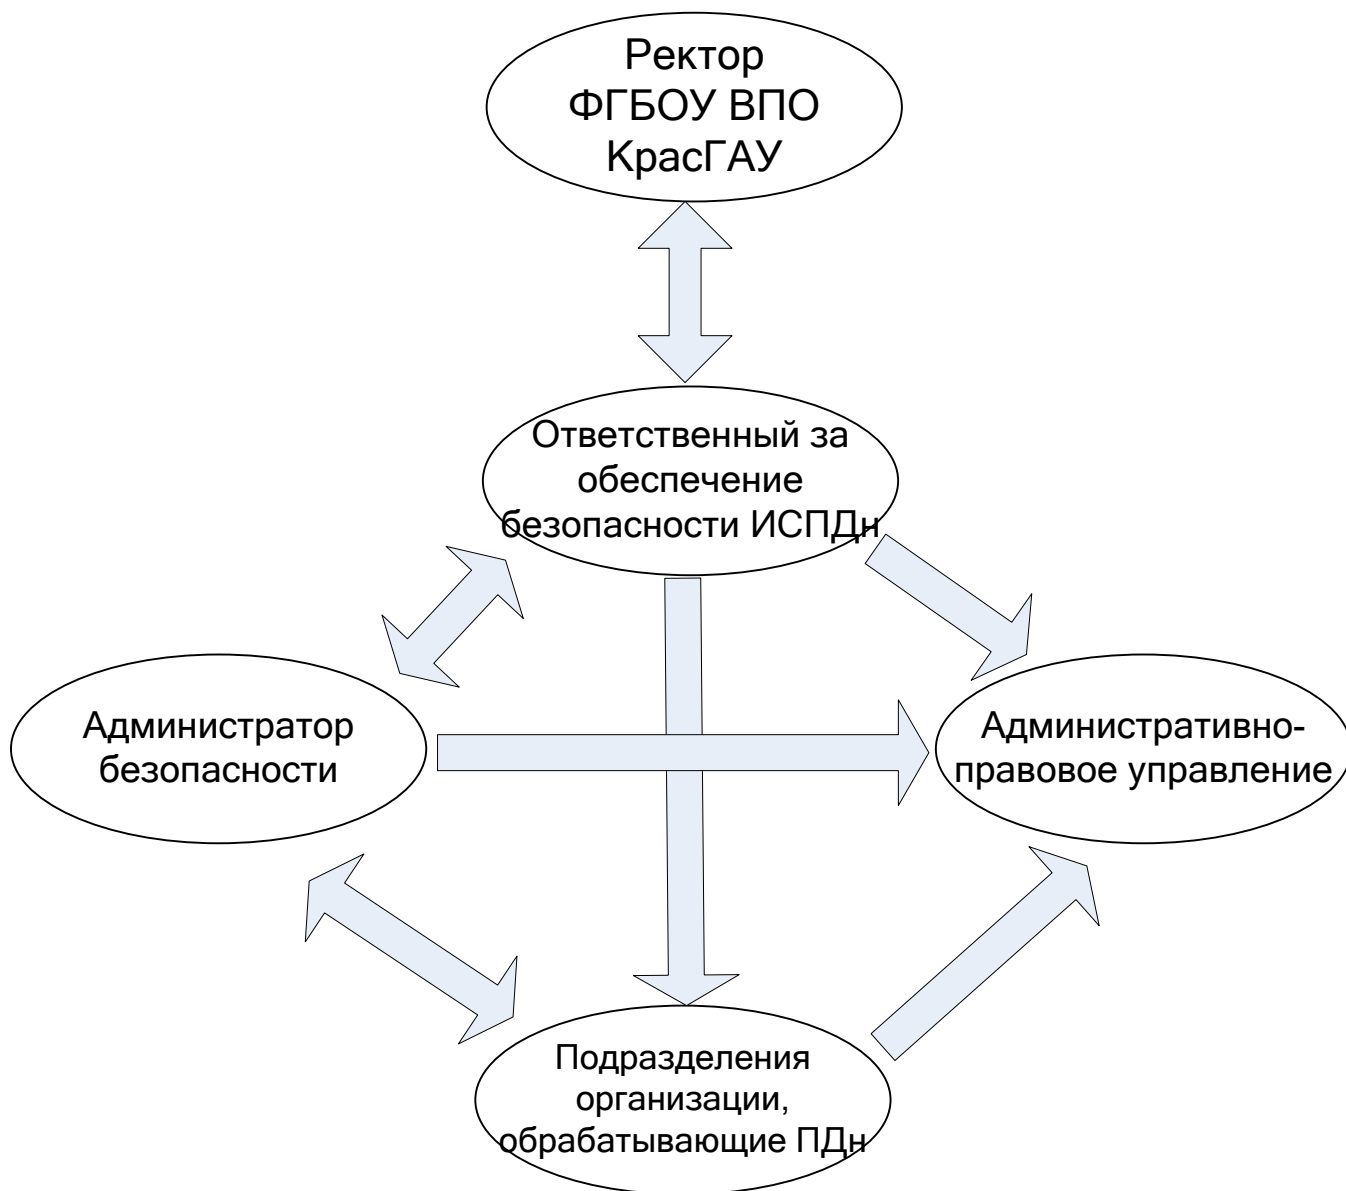 Ректор
ФГБОУ ВПО
КрасГАУ
Ответственный за
обеспечение
безопасности ИСПДн
Администратор
безопасности
Административно-
правовое управление
Подразделения
организации,
обрабатывающие ПДн